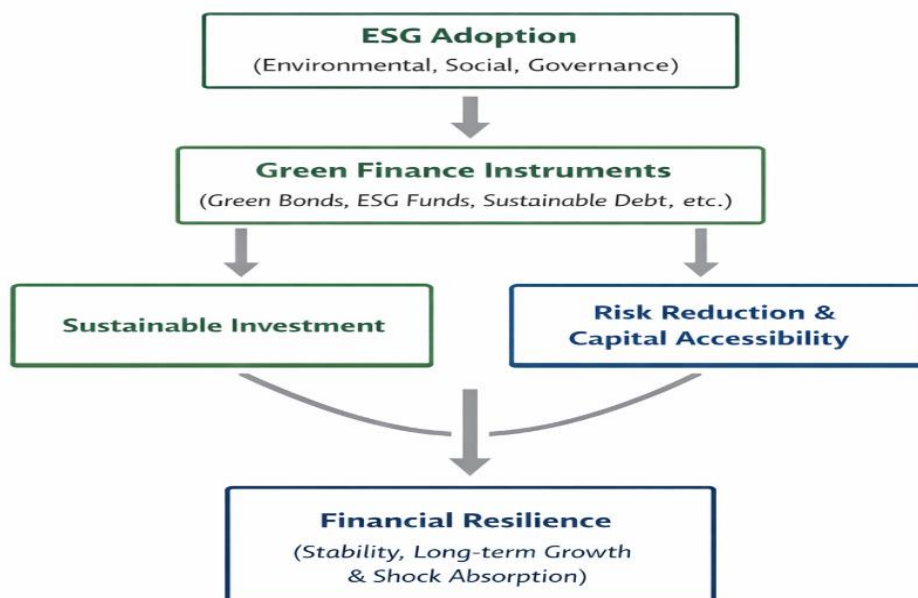 ESG Adoption
(Environmental, Social, Governance)
Green Finance Instruments
(Green Bonds, ESG Funds, Sustainable Debt, etc.)
Sustainable Investment
Risk Reduction &
Capital Accessibility
Financial Resilience
(Stability, Long-term Growth
& Shock Absorption)